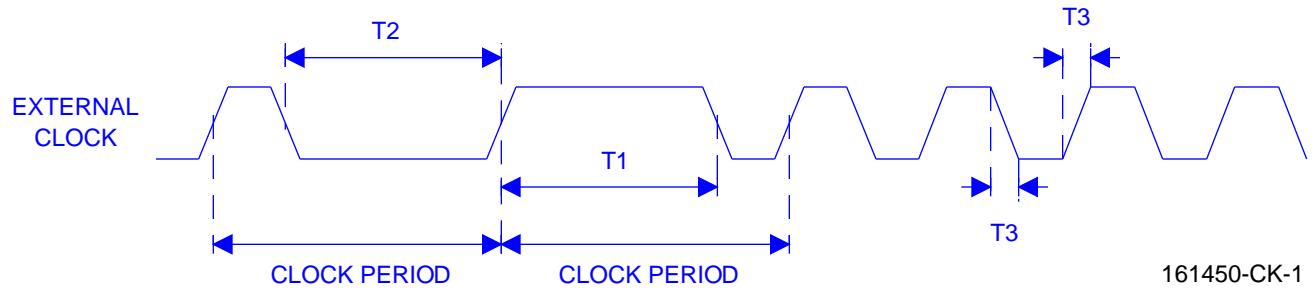 T2
T3
EXTERNAL
CLOCK
T1
T3
CLOCK PERIOD
CLOCK PERIOD
161450-CK-1